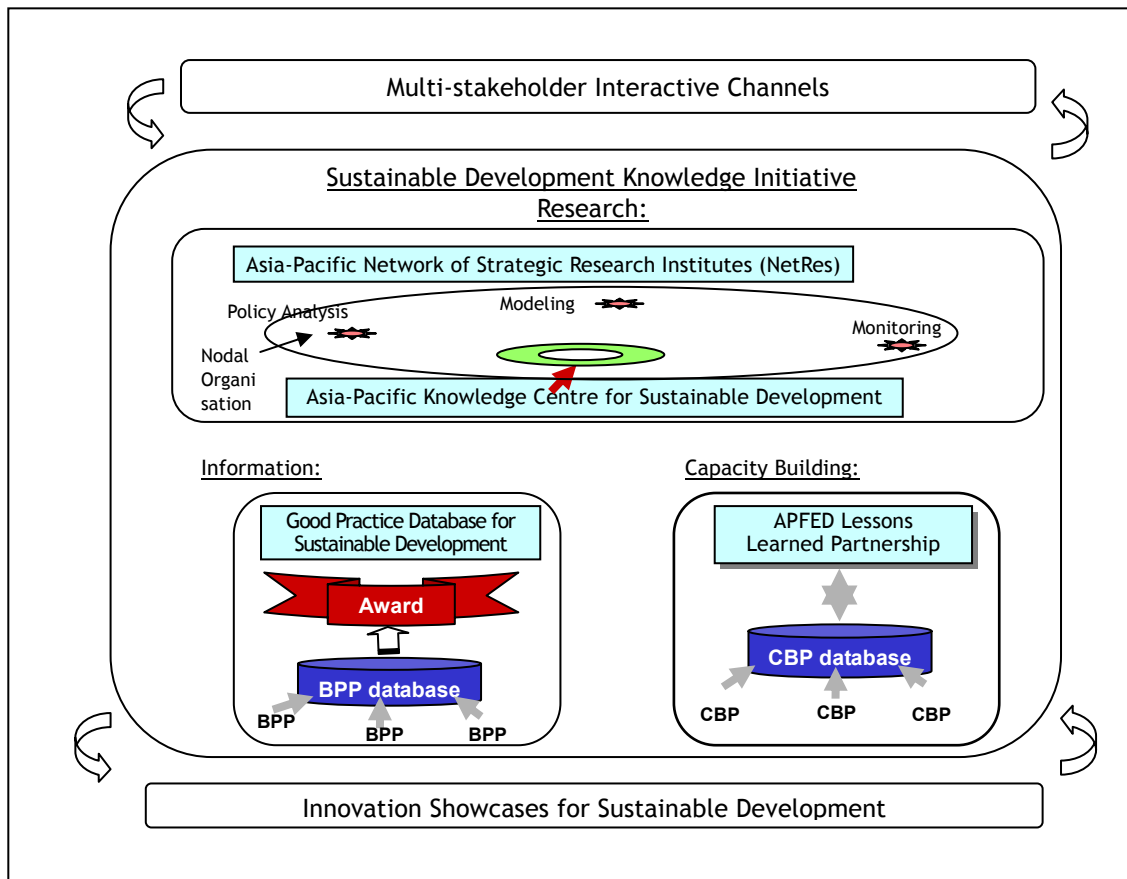 Multi-stakeholder Interactive Channels
Sustainable Development Knowledge Initiative
Research:
Asia-Pacific Network of Strategic Research Institutes (NetRes)
Policy Analysis
Modeling
Monitoring
Nodal
Organi
sation
Asia-Pacific Knowledge Centre for Sustainable Development
Information:
Good Practice Database for
Sustainable Development
Award
BPP database
BPP
BPP
BPP
Capacity Building:
APFED Lessons
Learned Partnership
CBP database
CBP
CBP
CBP
Innovation Showcases for Sustainable Development